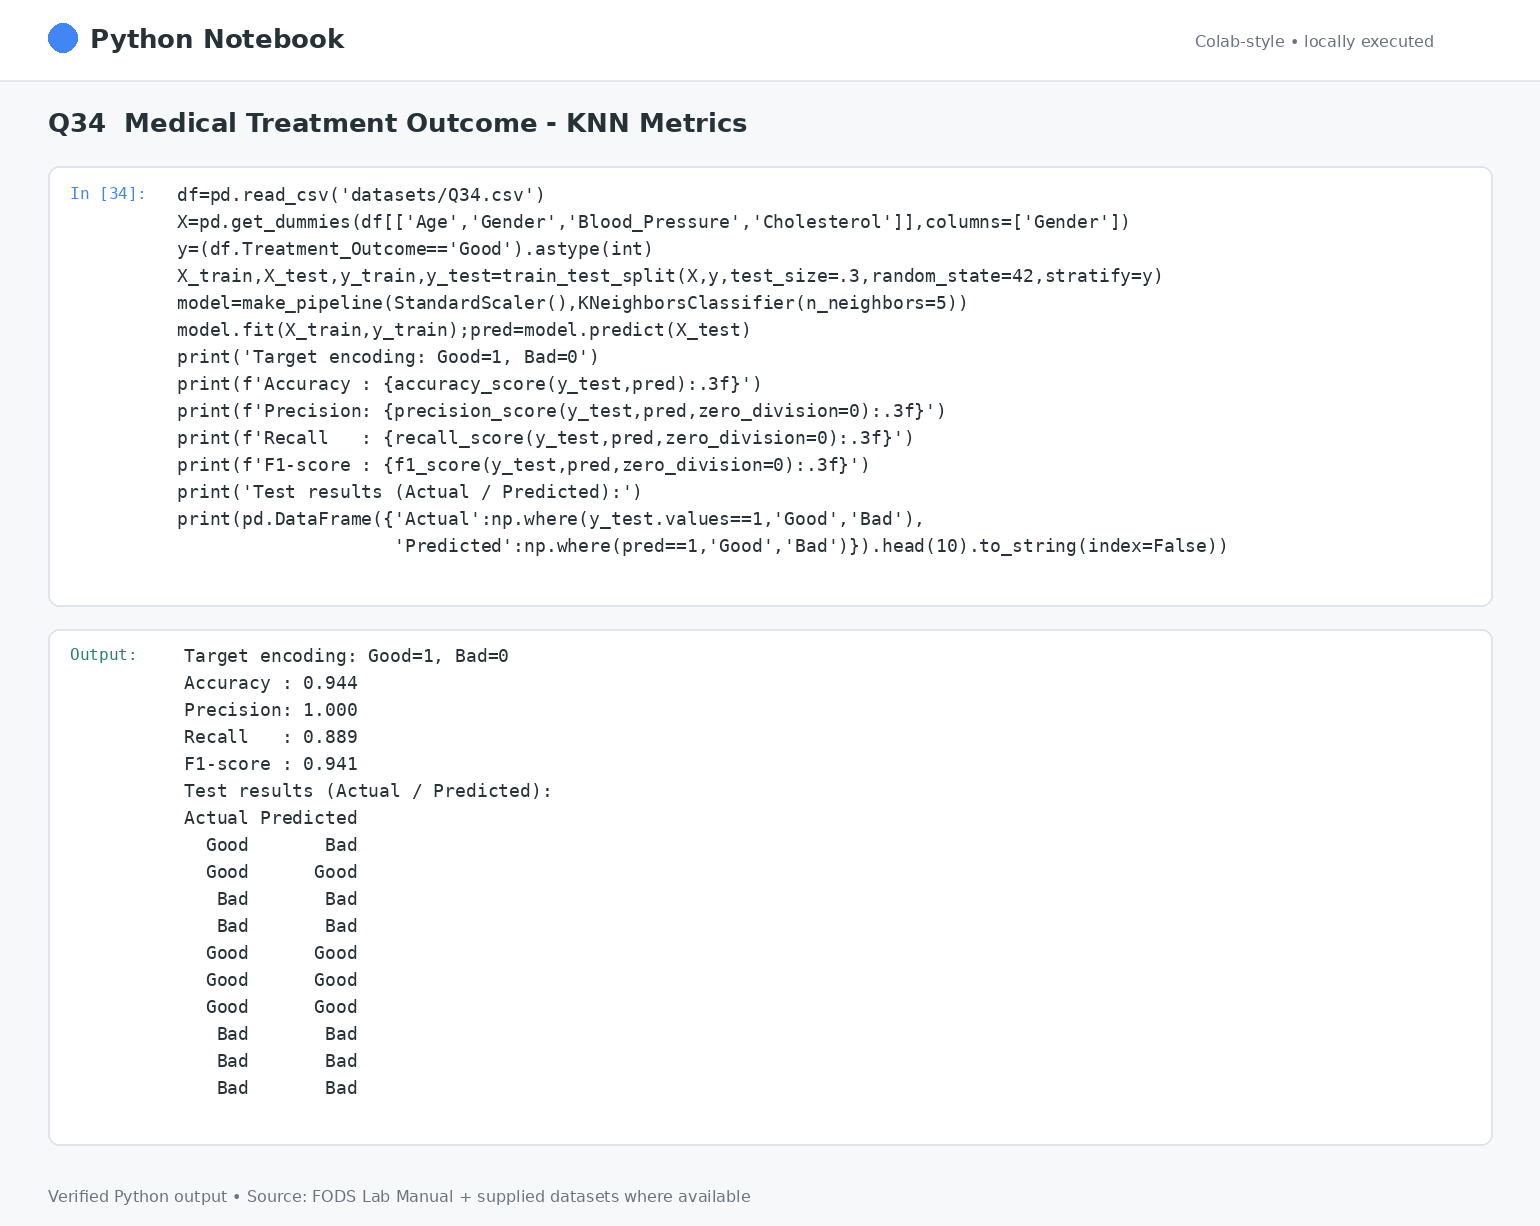 Python Notebook
Colab-style • locally executed
Q34  Medical Treatment Outcome - KNN Metrics
In [34]:
df=pd.read_csv('datasets/Q34.csv')
X=pd.get_dummies(df[['Age','Gender','Blood_Pressure','Cholesterol']],columns=['Gender'])
y=(df.Treatment_Outcome=='Good').astype(int)
X_train,X_test,y_train,y_test=train_test_split(X,y,test_size=.3,random_state=42,stratify=y)
model=make_pipeline(StandardScaler(),KNeighborsClassifier(n_neighbors=5))
model.fit(X_train,y_train);pred=model.predict(X_test)
print('Target encoding: Good=1, Bad=0')
print(f'Accuracy : {accuracy_score(y_test,pred):.3f}')
print(f'Precision: {precision_score(y_test,pred,zero_division=0):.3f}')
print(f'Recall   : {recall_score(y_test,pred,zero_division=0):.3f}')
print(f'F1-score : {f1_score(y_test,pred,zero_division=0):.3f}')
print('Test results (Actual / Predicted):')
print(pd.DataFrame({'Actual':np.where(y_test.values==1,'Good','Bad'),
                    'Predicted':np.where(pred==1,'Good','Bad')}).head(10).to_string(index=False))
Output:
Target encoding: Good=1, Bad=0
Accuracy : 0.944
Precision: 1.000
Recall   : 0.889
F1-score : 0.941
Test results (Actual / Predicted):
Actual Predicted
  Good       Bad
  Good      Good
   Bad       Bad
   Bad       Bad
  Good      Good
  Good      Good
  Good      Good
   Bad       Bad
   Bad       Bad
   Bad       Bad
Verified Python output • Source: FODS Lab Manual + supplied datasets where available